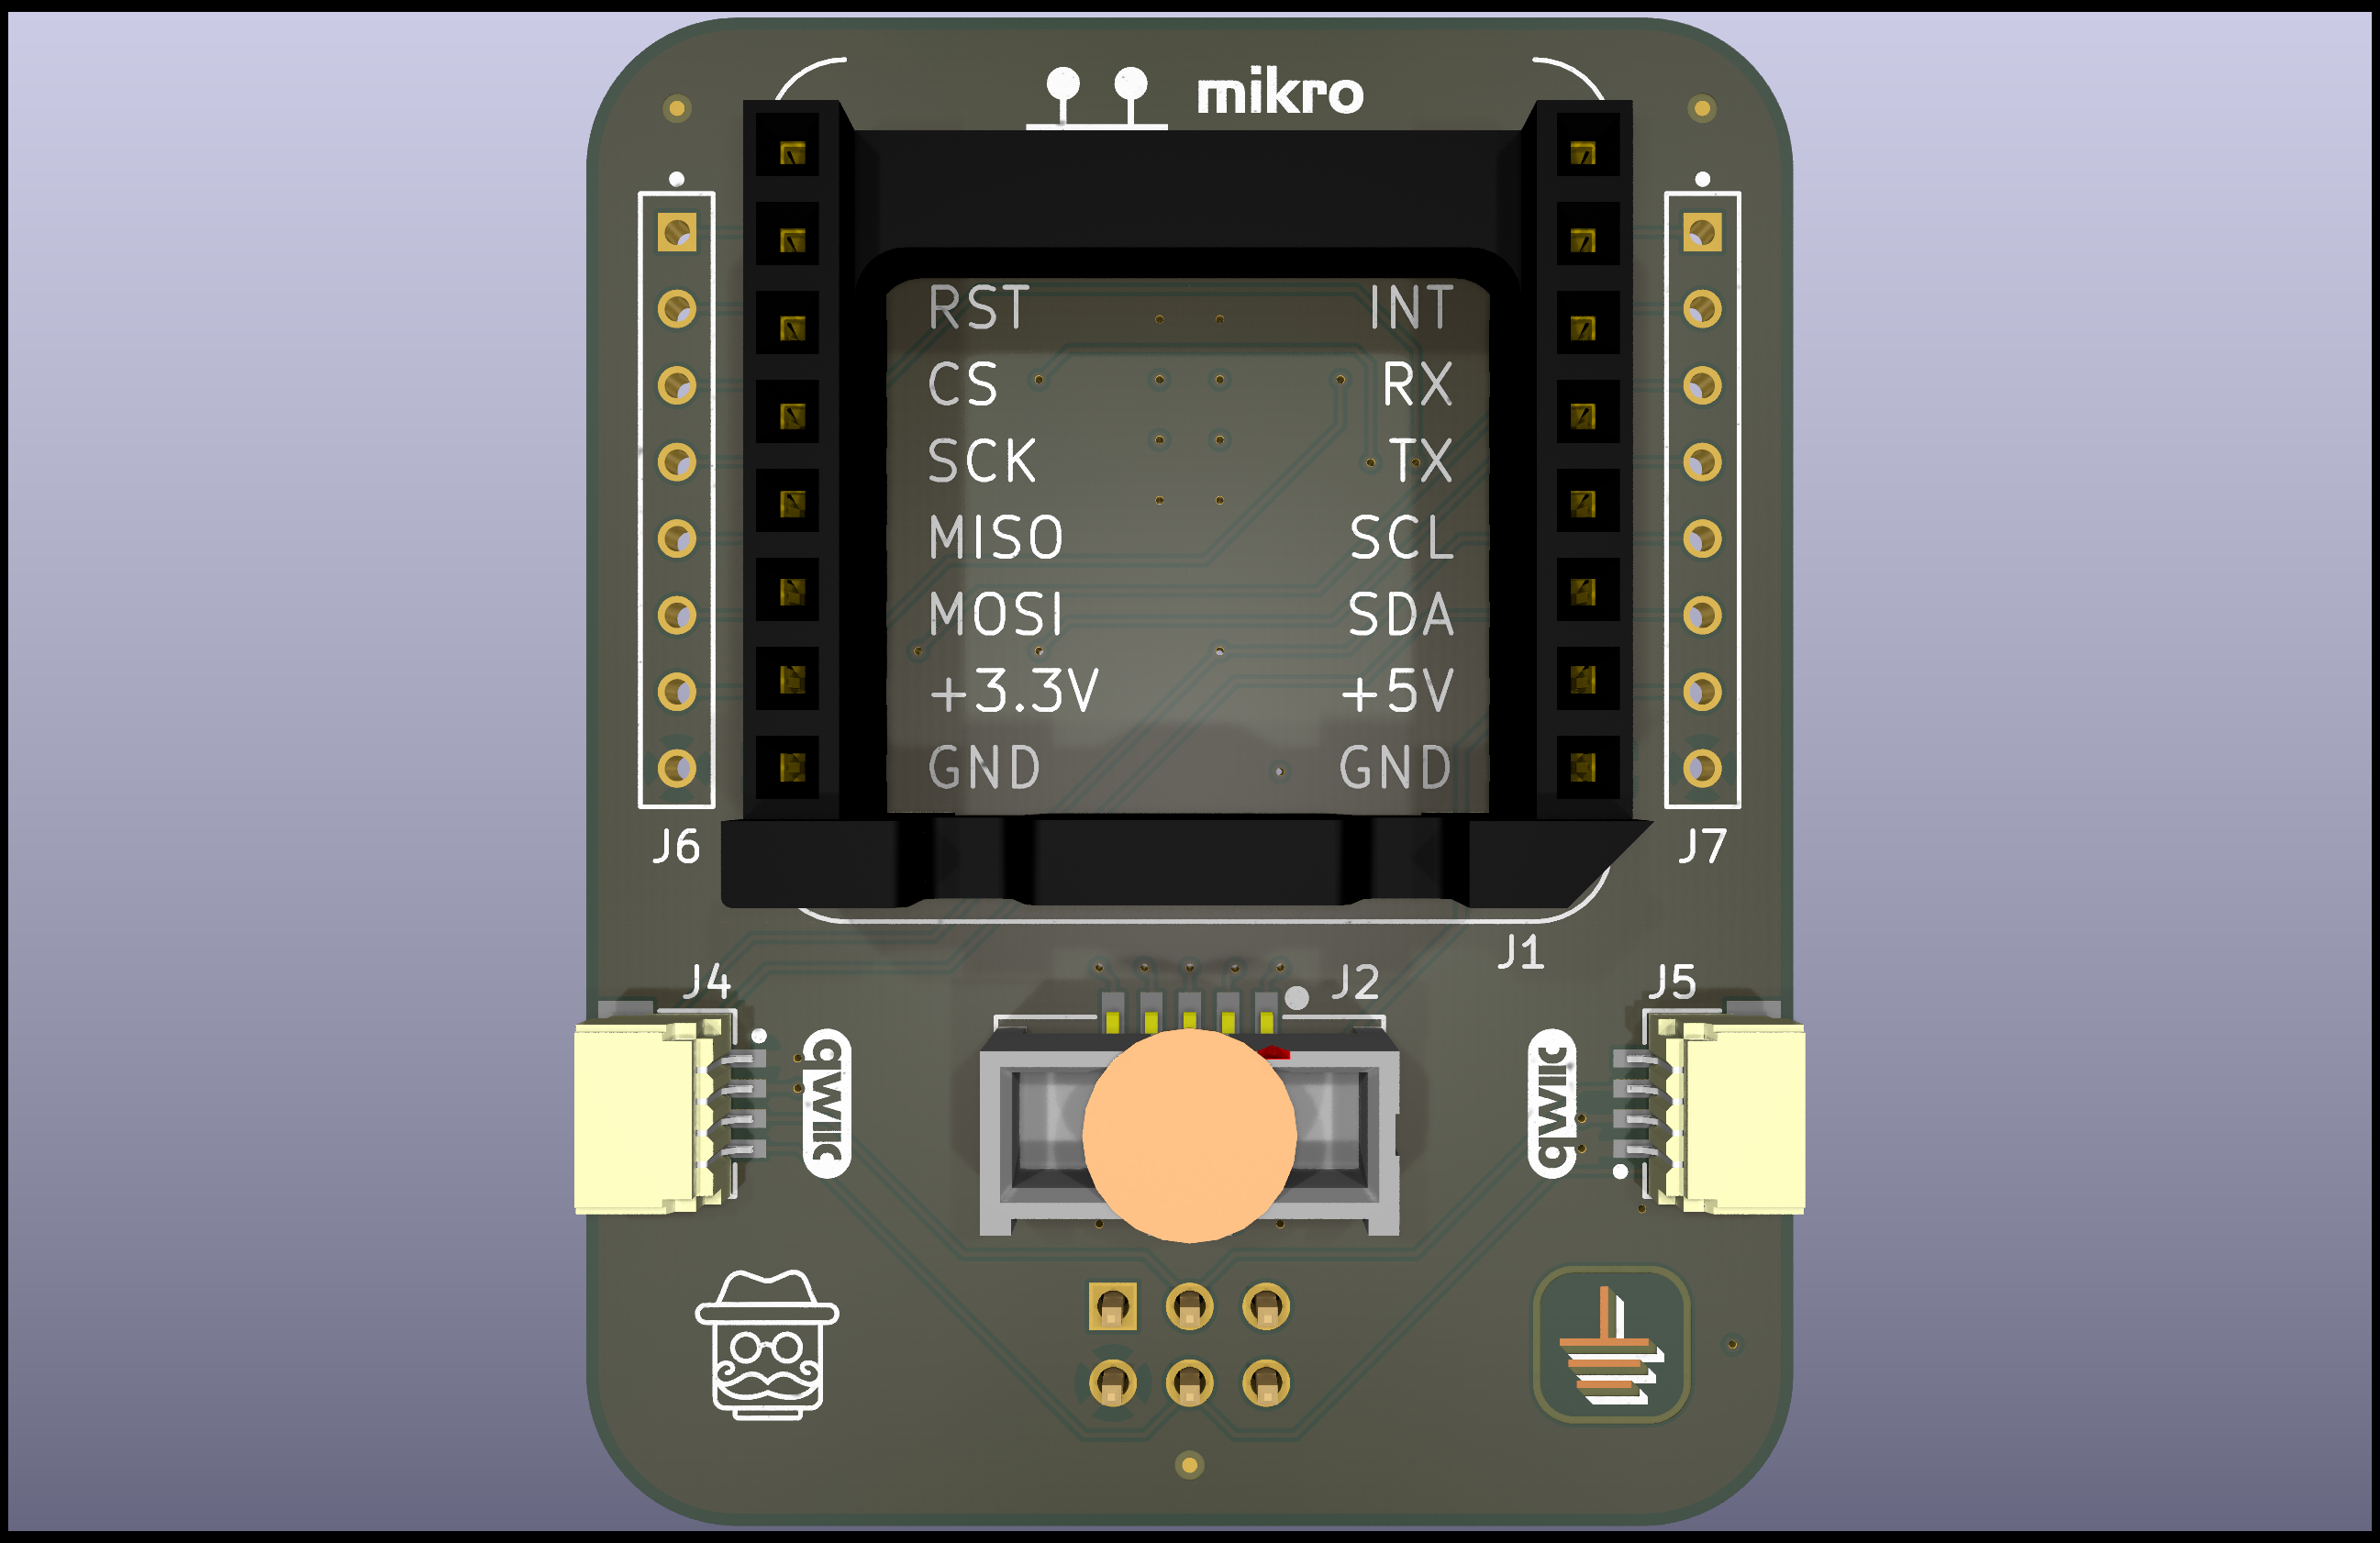 mikro
RST INT
CS RX
SCK TX
MISO SCL
MOSI SDA
+3.3V +5V
GND GND
J6 J7
J1
J4 J2 J5
qwiic qwiic